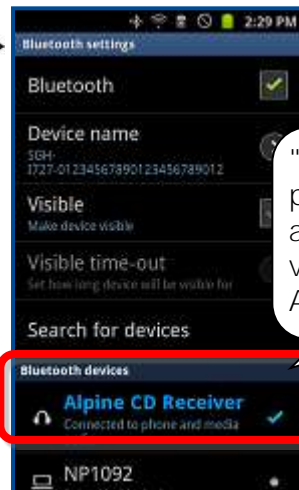 2:29 PM
Bluetooth settings
Bluetooth
Device name
SGH-
I727-01234567890123456789012
Visible
Make device visible
Visible time-out
Set how long device will be visible for
Search for devices
Bluetooth devices
Alpine CD Receiver
Connected to phone and media
NP1092